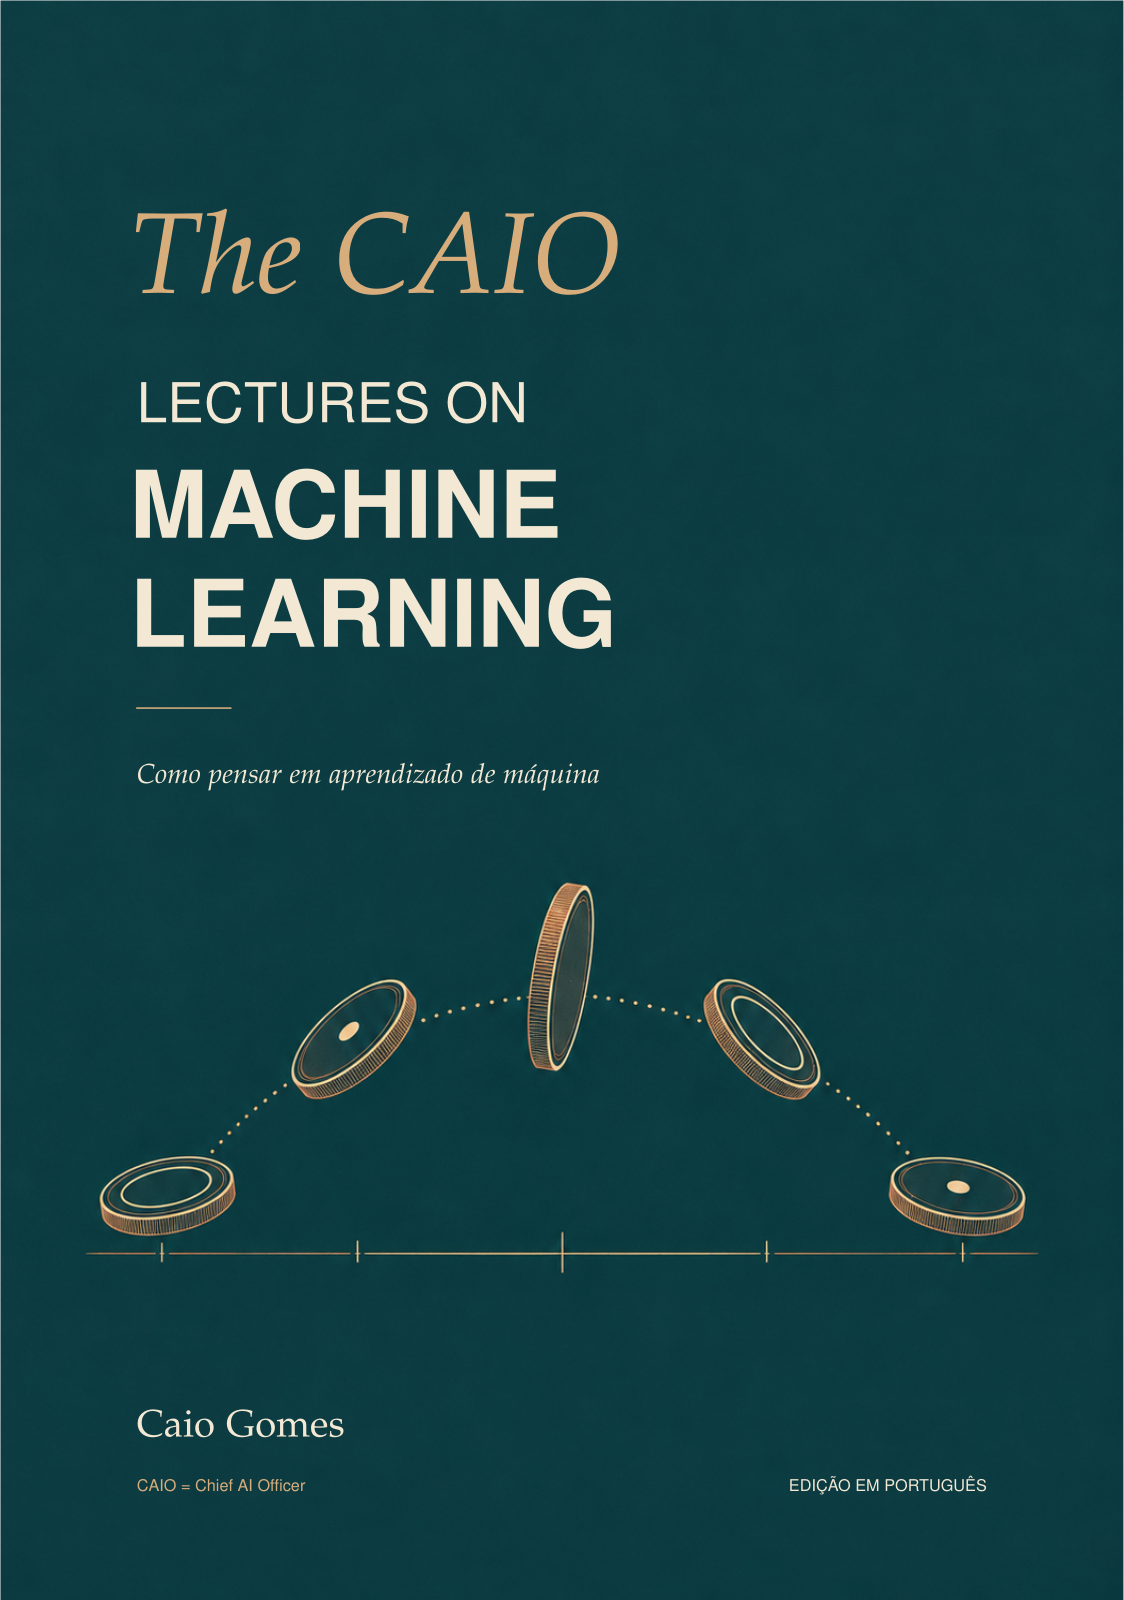 The CAIO
LECTURES ON
MACHINE
LEARNING
Como pensar em aprendizado de máquina
Caio Gomes
CAIO = Chief AI Officer
EDIÇÃO EM PORTUGUÊS